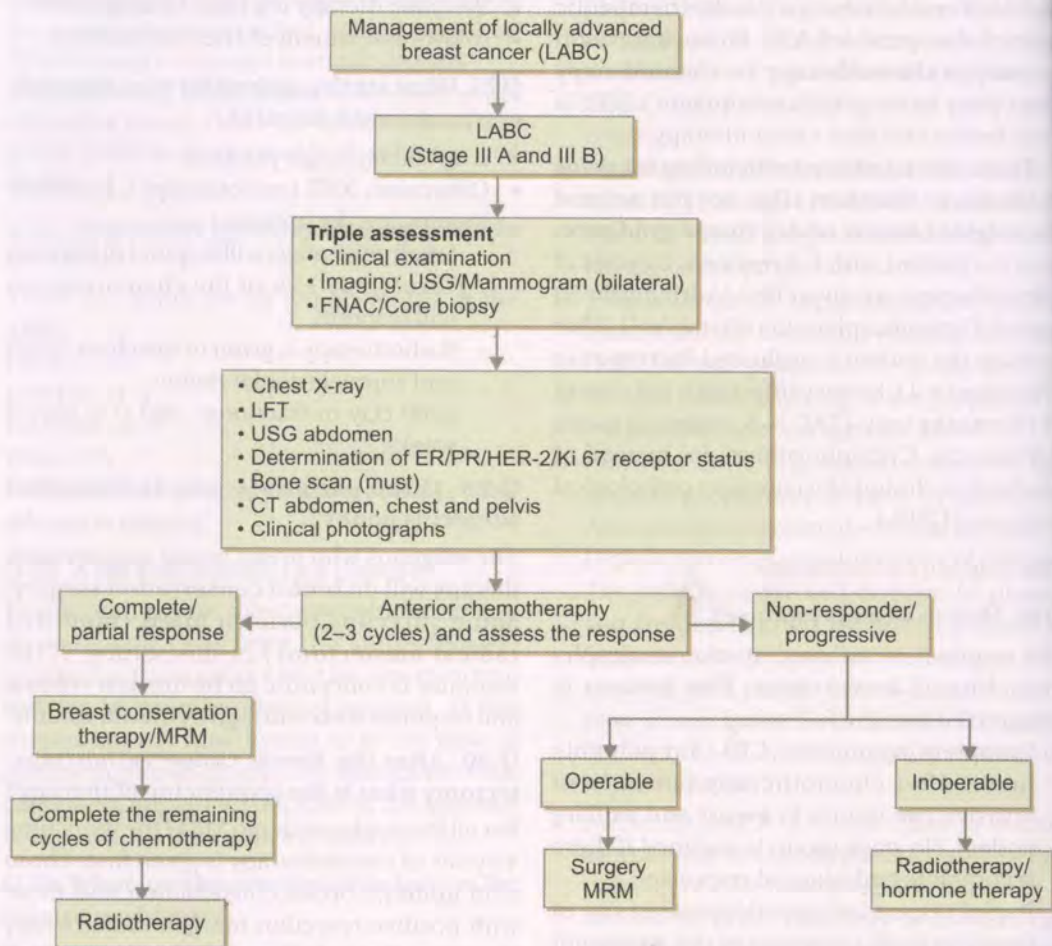 Management of locally advanced
breast cancer (LABC)
LABC
(Stage III A and III B)
Triple assessment
• Clinical examination
• Imaging: USG/Mammogram (bilateral)
• FNAC/Core biopsy
• Chest X-ray
• LFT
• USG abdomen
• Determination of ER/PR/HER-2/Ki 67 receptor status
• Bone scan (must)
• CT abdomen, chest and pelvis
• Clinical photographs
Complete/
partial response
Anterior chemotherapy
(2–3 cycles) and assess the response
Non-responder/
progressive
Breast conservation
therapy/MRM
Operable
Inoperable
Complete the remaining
cycles of chemotherapy
Surgery
MRM
Radiotherapy/
hormone therapy
Radiotherapy